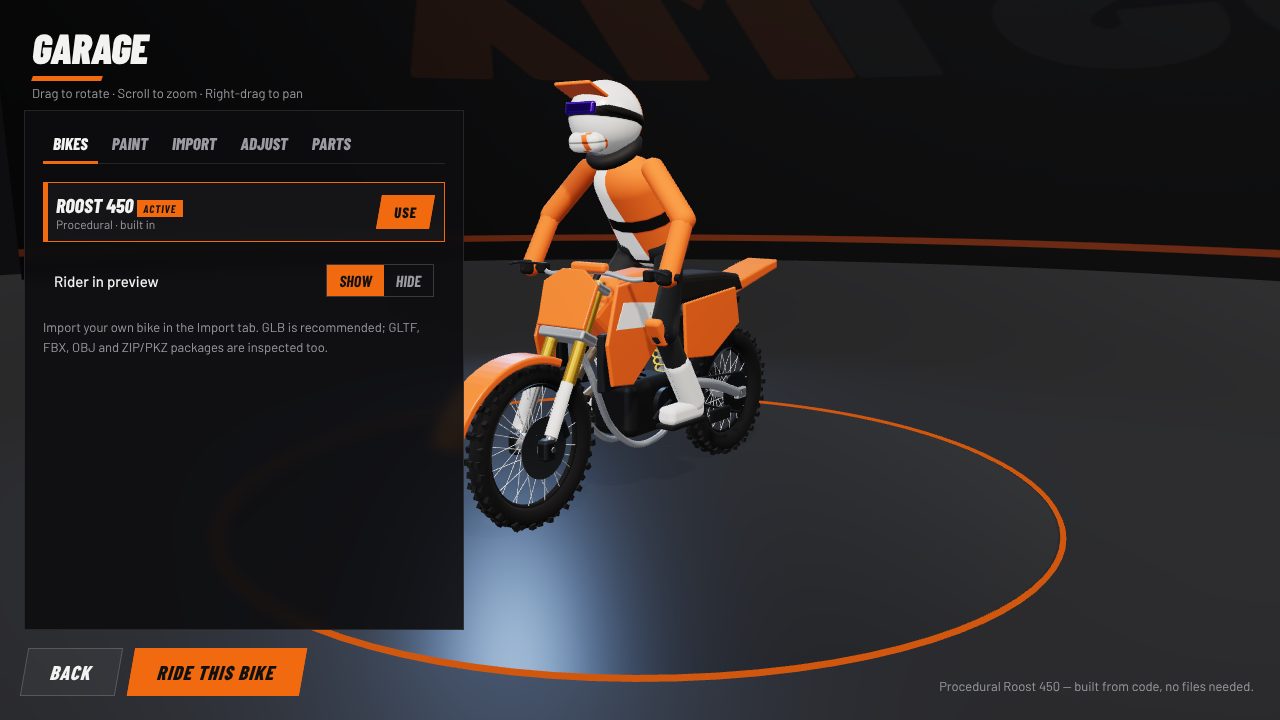 GARAGE
Drag to rotate · Scroll to zoom · Right-drag to pan
BIKES PAINT IMPORT ADJUST PARTS
ROOST 450 ACTIVE
Procedural · built in
USE
Rider in preview
SHOW HIDE
Import your own bike in the Import tab. GLB is recommended; GLTF,
FBX, OBJ and ZIP/PKZ packages are inspected too.
BACK RIDE THIS BIKE
Procedural Roost 450 — built from code, no files needed.